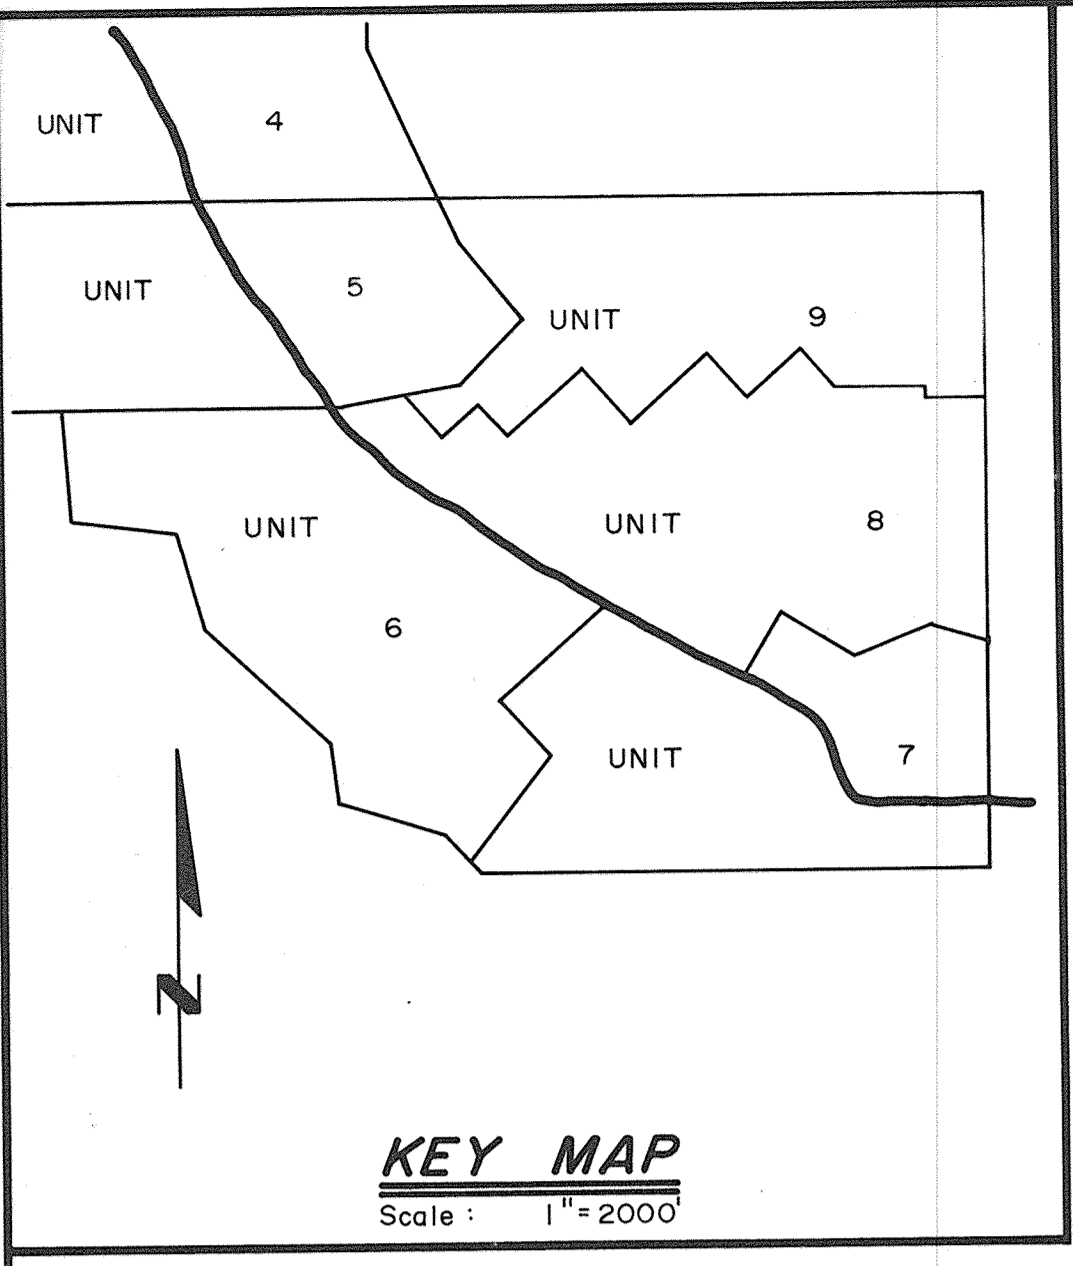 UNIT 4
UNIT 5
UNIT 9
UNIT 6
UNIT 8
UNIT 7
N
KEY MAP
Scale : 1" = 2000'